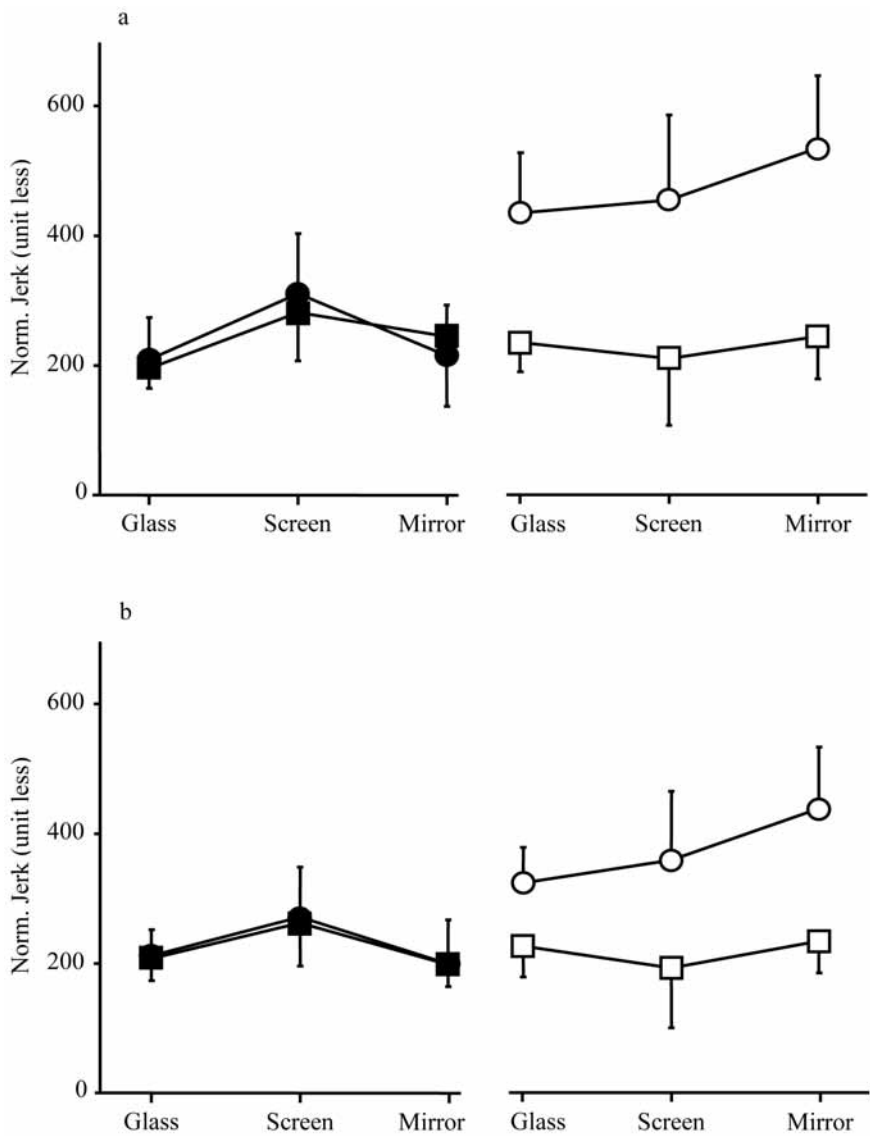 a
Norm. Jerk (unit less)
600
400
200
0
Glass Screen Mirror Glass Screen Mirror
b
Norm. Jerk (unit less)
600
400
200
0
Glass Screen Mirror Glass Screen Mirror